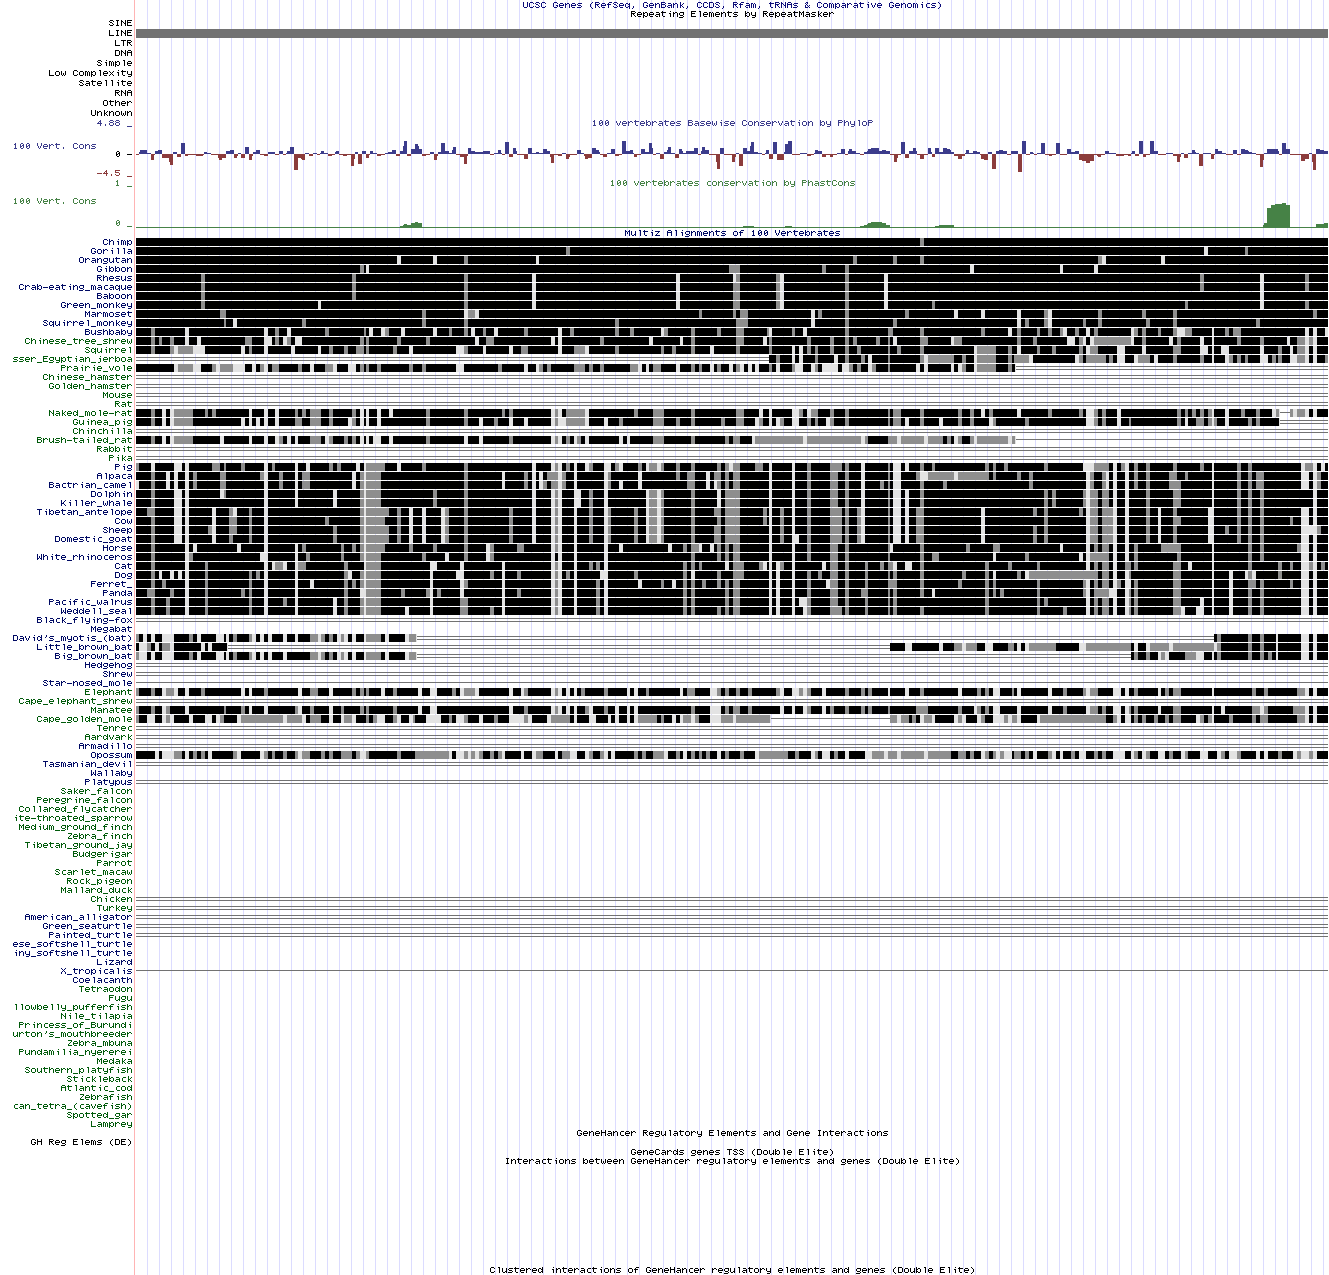 UCSC Genes (RefSeq, GenBank, CCDS, Rfam, tRNAs & Comparative Genomics)
Repeating Elements by RepeatMasker
SINE
LINE
LTR
DNA
Simple
Low Complexity
Satellite
RNA
Other
Unknown
4.88 _
100 vertebrates Basewise Conservation by PhyloP
100 Vert. Cons
0 _
-4.5 _
100 vertebrates conservation by PhastCons
1 _
100 Vert. Cons
0 _
Multiz Alignments of 100 Vertebrates
Chimp
Gorilla
Orangutan
Gibbon
Rhesus
Crab-eating_macaque
Baboon
Green_monkey
Marmoset
Squirrel_monkey
Bushbaby
Chinese_tree_shrew
Squirrel
sser_Egyptian_jerboa
Prairie_vole
Chinese_hamster
Golden_hamster
Mouse
Rat
Naked_mole-rat
Guinea_pig
Chinchilla
Brush-tailed_rat
Rabbit
Pika
Pig
Alpaca
Bactrian_camel
Dolphin
Killer_whale
Tibetan_antelope
Cow
Sheep
Domestic_goat
Horse
White_rhinoceros
Cat
Dog
Ferret_
Panda
Pacific_walrus
Weddell_seal
Black_flying-fox
Megabat
David's_myotis_(bat)
Little_brown_bat
Big_brown_bat
Hedgehog
Shrew
Star-nosed_mole
Elephant
Cape_elephant_shrew
Manatee
Cape_golden_mole
Tenrec
Aardvark
Armadillo
Opossum
Tasmanian_devil
Wallaby
Platypus
Saker_falcon
Peregrine_falcon
Collared_flycatcher
ite-throated_sparrow
Medium_ground_finch
Zebra_finch
Tibetan_ground_jay
Budgerigar
Parrot
Scarlet_macaw
Rock_pigeon
Mallard_duck
Chicken
Turkey
American_alligator
Green_seaturtle
Painted_turtle
ese_softshell_turtle
iny_softshell_turtle
Lizard
X_tropicalis
Coelacanth
Tetraodon
Fugu
llowbelly_pufferfish
Nile_tilapia
Princess_of_Burundi
urton's_mouthbreeder
Zebra_mbuna
Pundamilia_nyererei
Medaka
Southern_platyfish
Stickleback
Atlantic_cod
Zebrafish
can_tetra_(cavefish)
Spotted_gar
Lamprey
GeneHancer Regulatory Elements and Gene Interactions
GH Reg Elems (DE)
GeneCards genes TSS (Double Elite)
Interactions between GeneHancer regulatory elements and genes (Double Elite)
Clustered interactions of GeneHancer regulatory elements and genes (Double Elite)